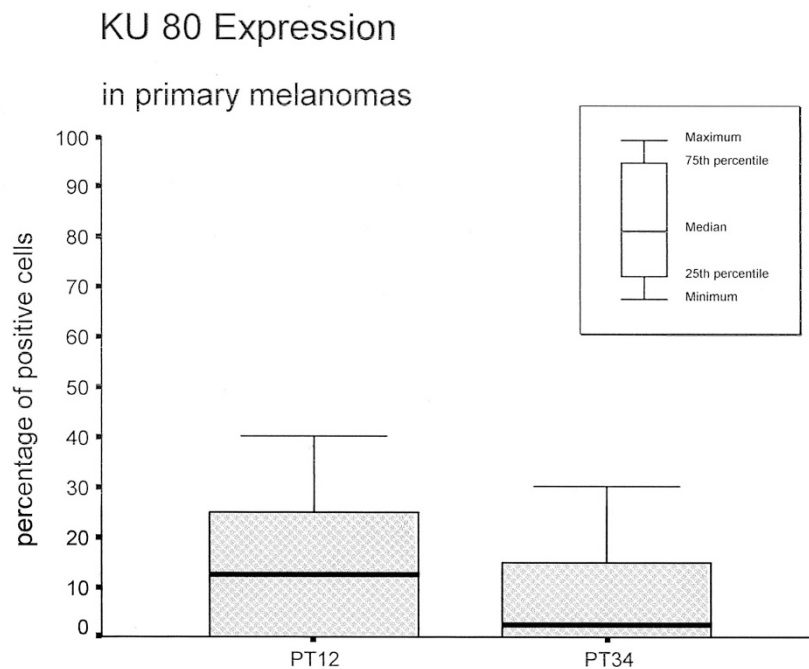 KU 80 Expression
in primary melanomas
Maximum
75th percentile
Median
25th percentile
Minimum
percentage of positive cells
100
90
80
70
60
50
40
30
20
10
0
PT12
PT34